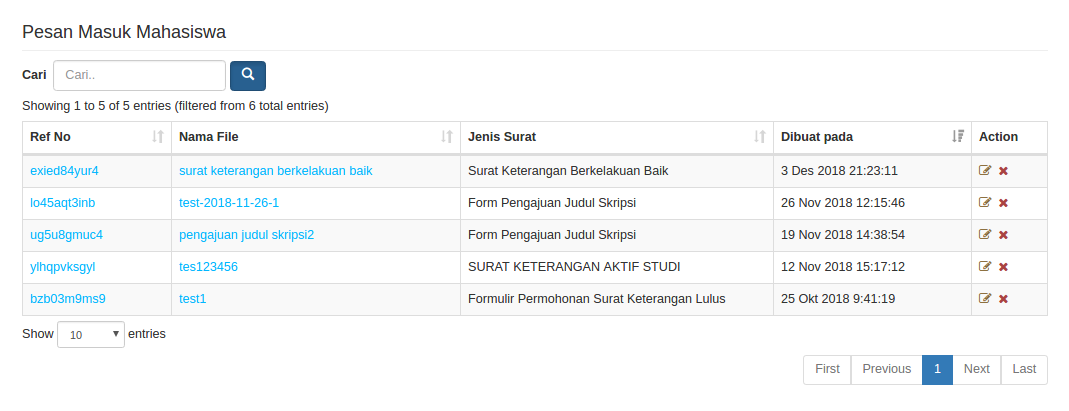 Pesan Masuk Mahasiswa
Cari Cari..
Showing 1 to 5 of 5 entries (filtered from 6 total entries)
Ref No Nama File Jenis Surat Dibuat pada Action
exied84yur4 surat keterangan berkelakuan baik Surat Keterangan Berkelakuan Baik 3 Des 2018 21:23:11
lo45aqt3inb test-2018-11-26-1 Form Pengajuan Judul Skripsi 26 Nov 2018 12:15:46
ug5u8gmuc4 pengajuan judul skripsi2 Form Pengajuan Judul Skripsi 19 Nov 2018 14:38:54
ylhqpvksgyl tes123456 SURAT KETERANGAN AKTIF STUDI 12 Nov 2018 15:17:12
bzb03m9ms9 test1 Formulir Permohonan Surat Keterangan Lulus 25 Okt 2018 9:41:19
Show 10 entries
First Previous 1 Next Last